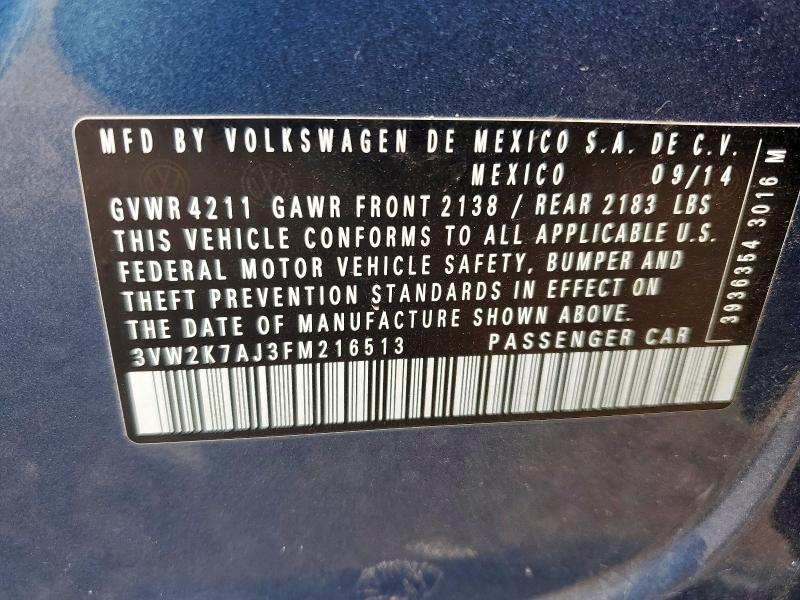 MFD BY VOLKSWAGEN DE MEXICO S.A. DE C.V.
MEXICO 09/14
GVWR 4211 GAWR FRONT 2138 / REAR 2183 LBS
THIS VEHICLE CONFORMS TO ALL APPLICABLE U.S.
FEDERAL MOTOR VEHICLE SAFETY, BUMPER AND
THEFT PREVENTION STANDARDS IN EFFECT ON
THE DATE OF MANUFACTURE SHOWN ABOVE.
3VW2K7AJ3FM216513 PASSENGER CAR
3936354 3016 M